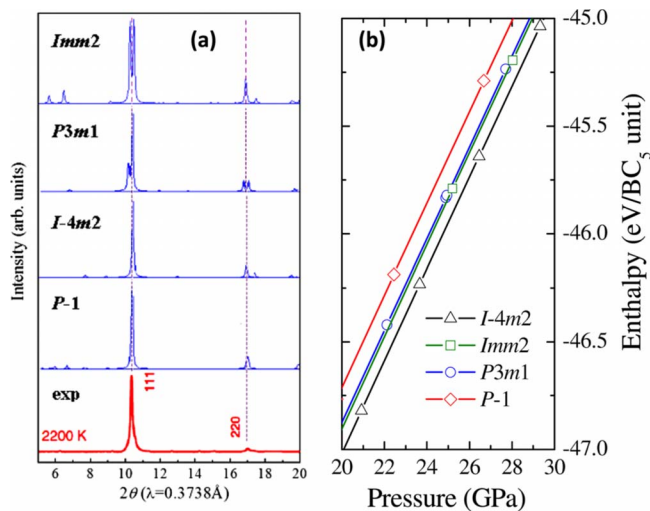 (a)
Imm2
P3m1
I-4m2
P-1
exp
2200 K
111
220
Intensity (arb. units)
6 8 10 12 14 16 18 20
2θ (λ=0.3738Å)
(b)
-45.0
-45.5
-46.0
-46.5
-47.0
Enthalpy (eV/BC5 unit)
I-4m2
Imm2
P3m1
P-1
20 22 24 26 28 30
Pressure (GPa)